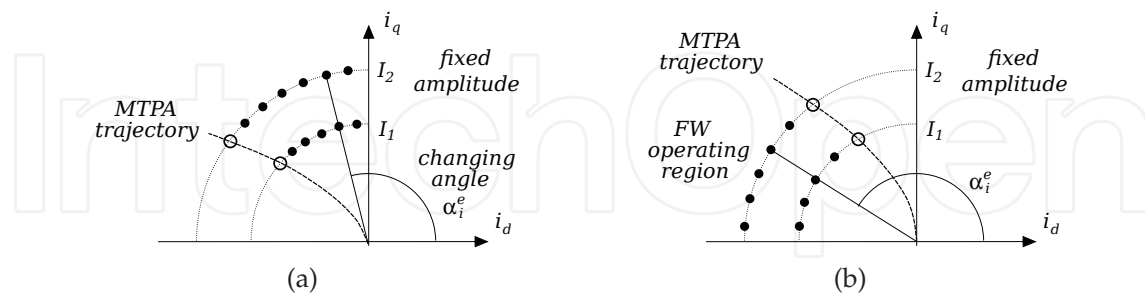 IntechOpen
i_q
I_2
fixed
amplitude
MTPA
trajectory
I_1
changing
angle
α_i^e
i_d
(a)
i_q
MTPA
trajectory
I_2
fixed
amplitude
I_1
FW
operating
region
α_i^e
i_d
(b)